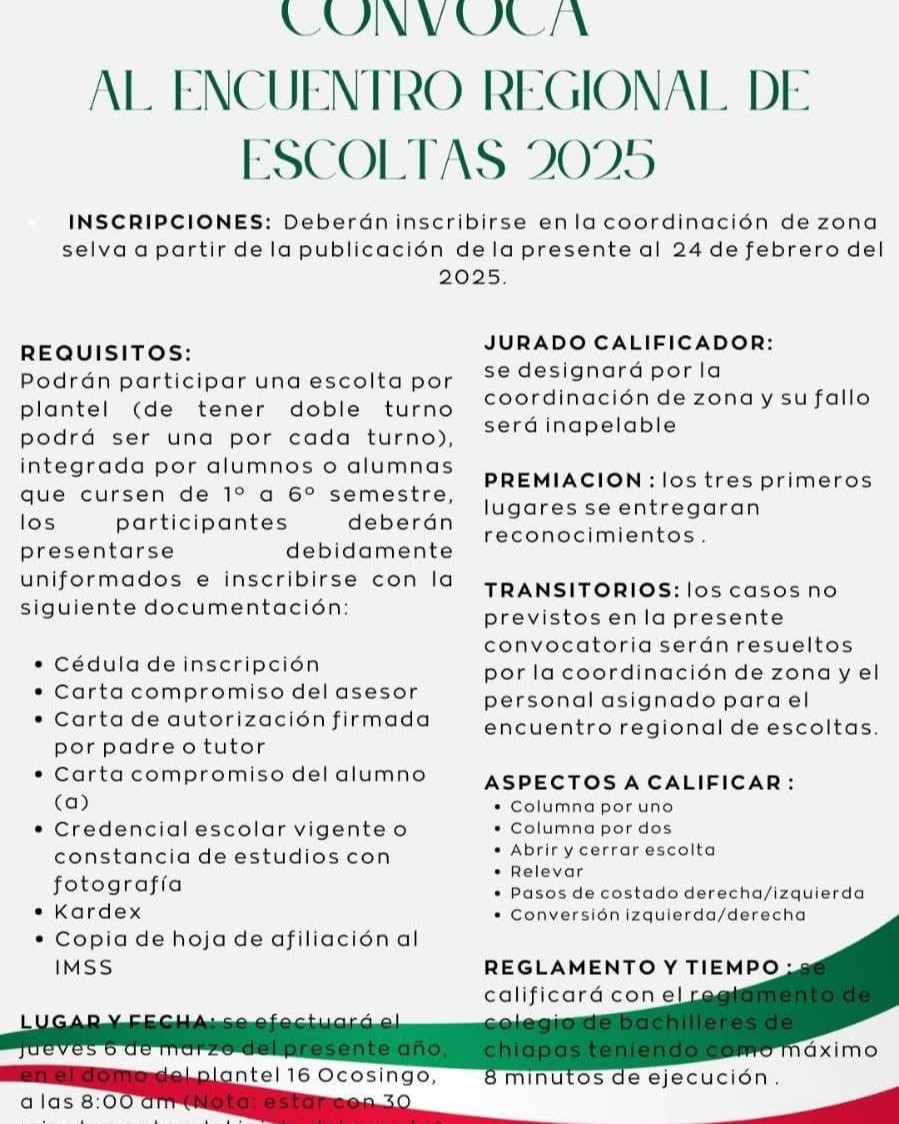 CONVOCA
AL ENCUENTRO REGIONAL DE
ESCOLTAS 2025
INSCRIPCIONES: Deberán inscribirse en la coordinación de zona
selva a partir de la publicación de la presente al 24 de febrero del
2025.
REQUISITOS:
Podrán participar una escolta por
plantel (de tener doble turno
podrá ser una por cada turno),
integrada por alumnos o alumnas
que cursen de 1º a 6º semestre,
los participantes deberán
presentarse debidamente
uniformados e inscribirse con la
siguiente documentación:
• Cédula de inscripción
• Carta compromiso del asesor
• Carta de autorización firmada
por padre o tutor
• Carta compromiso del alumno
(a)
• Credencial escolar vigente o
constancia de estudios con
fotografía
• Kardex
• Copia de hoja de afiliación al
IMSS
LUGAR Y FECHA: se efectuará el
jueves 6 de marzo del presente año,
en el domo del plantel 16 Ocosingo,
a las 8:00 am (Nota: estar con 30
JURADO CALIFICADOR:
se designará por la
coordinación de zona y su fallo
será inapelable
PREMIACION : los tres primeros
lugares se entregaran
reconocimientos .
TRANSITORIOS: los casos no
previstos en la presente
convocatoria serán resueltos
por la coordinación de zona y el
personal asignado para el
encuentro regional de escoltas.
ASPECTOS A CALIFICAR :
• Columna por uno
• Columna por dos
• Abrir y cerrar escolta
• Relevar
• Pasos de costado derecha/izquierda
• Conversión izquierda/derecha
REGLAMENTO Y TIEMPO : se
calificará con el reglamento de
colegio de bachilleres de
chiapas teniendo como máximo
8 minutos de ejecución .